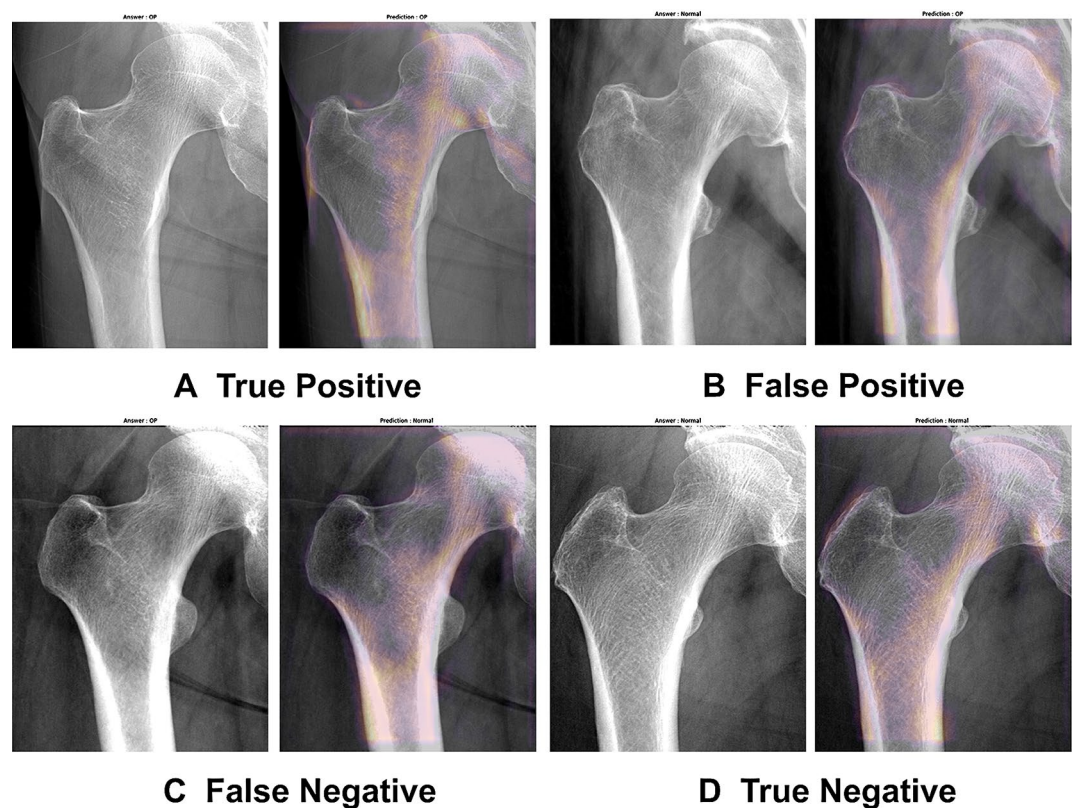 Answer : OP
Prediction : OP
Answer : Normal
Prediction : OP
A True Positive
B False Positive
Answer : OP
Prediction : Normal
Answer : Normal
Prediction : Normal
C False Negative
D True Negative